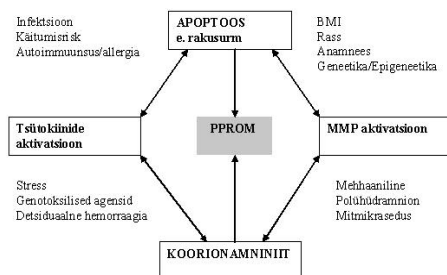 Infektsioon
Käitumisrisk
Autoimmuunsus/allergia
APOPTOOS
e. rakusurm
BMI
Rass
Anamnees
Geneetika/Epigeneetika
Tsütokiinide
aktivatsioon
PPROM
MMP aktivatsioon
Stress
Genotoksilised agensid
Detsiduaalne hemorraagia
Mehhaaniline
Polühüdramnion
Mitmikrasedus
KOORIONAMNINIIT